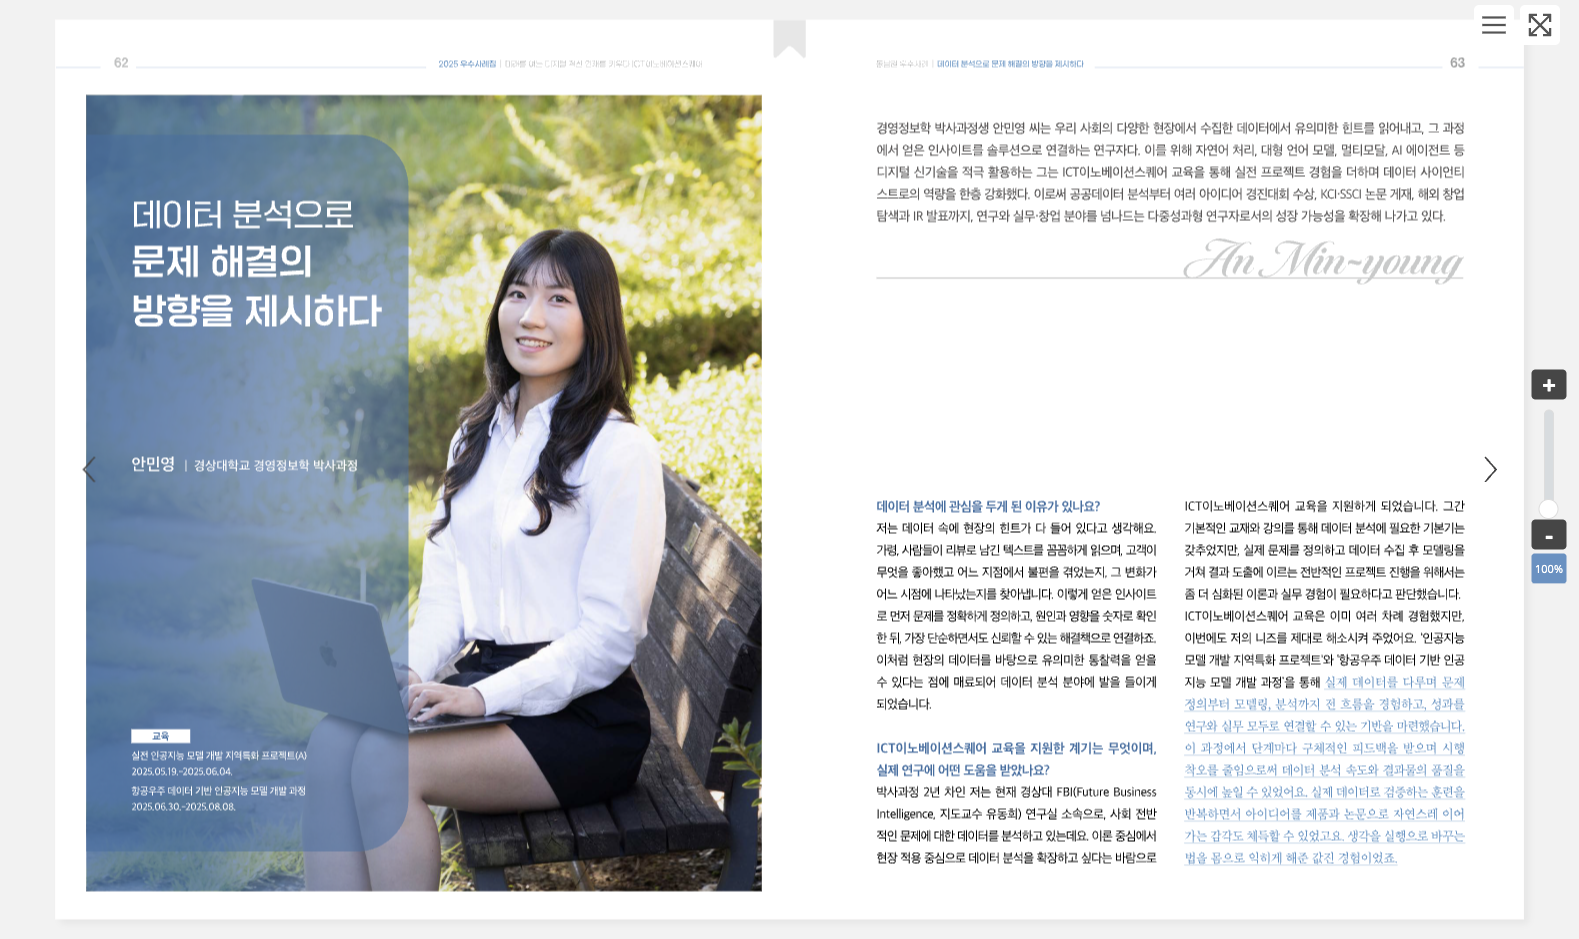 62
2025 우수사례집 | 미래를 여는 디지털 혁신 인재를 키우다 ICT이노베이션스퀘어
데이터 분석으로
문제 해결의
방향을 제시하다
안민영 | 경상대학교 경영정보학 박사과정
교육
실전 인공지능 모델 개발 지역특화 프로젝트(A)
2025.05.19.-2025.06.04.
항공우주 데이터 기반 인공지능 모델 개발 과정
2025.06.30.-2025.08.08.
우수사례 | 데이터 분석으로 문제 해결의 방향을 제시하다
63
경영정보학 박사과정생 안민영 씨는 우리 사회의 다양한 현장에서 수집한 데이터에서 유의미한 힌트를 읽어내고, 그 과정
에서 얻은 인사이트를 솔루션으로 연결하는 연구자다. 이를 위해 자연어 처리, 대형 언어 모델, 멀티모달, AI 에이전트 등
디지털 신기술을 적극 활용하는 그는 ICT이노베이션스퀘어 교육을 통해 실전 프로젝트 경험을 더하며 데이터 사이언티
스트로의 역량을 한층 강화했다. 이로써 공공데이터 분석부터 여러 아이디어 경진대회 수상, KCI·SSCI 논문 게재, 해외 창업
탐색과 IR 발표까지, 연구와 실무·창업 분야를 넘나드는 다중성과형 연구자로서의 성장 가능성을 확장해 나가고 있다.
An Min-young
데이터 분석에 관심을 두게 된 이유가 있나요?
저는 데이터 속에 현장의 힌트가 다 들어 있다고 생각해요.
가령, 사람들이 리뷰로 남긴 텍스트를 꼼꼼하게 읽으며, 고객이
무엇을 좋아했고 어느 지점에서 불편을 겪었는지, 그 변화가
어느 시점에 나타났는지를 찾아냅니다. 이렇게 얻은 인사이트
로 먼저 문제를 정확하게 정의하고, 원인과 영향을 숫자로 확인
한 뒤, 가장 단순하면서도 신뢰할 수 있는 해결책으로 연결하죠.
이처럼 현장의 데이터를 바탕으로 유의미한 통찰력을 얻을
수 있다는 점에 매료되어 데이터 분석 분야에 발을 들이게
되었습니다.
ICT이노베이션스퀘어 교육을 지원한 계기는 무엇이며,
실제 연구에 어떤 도움을 받았나요?
박사과정 2년 차인 저는 현재 경상대 FBI(Future Business
Intelligence, 지도교수 유동희) 연구실 소속으로, 사회 전반
적인 문제에 대한 데이터를 분석하고 있는데요. 이론 중심에서
현장 적용 중심으로 데이터 분석을 확장하고 싶다는 바람으로
ICT이노베이션스퀘어 교육을 지원하게 되었습니다. 그간
기본적인 교재와 강의를 통해 데이터 분석에 필요한 기본기는
갖추었지만, 실제 문제를 정의하고 데이터 수집 후 모델링을
거쳐 결과 도출에 이르는 전반적인 프로젝트 진행을 위해서는
좀 더 심화된 이론과 실무 경험이 필요하다고 판단했습니다.
ICT이노베이션스퀘어 교육은 이미 여러 차례 경험했지만,
이번에도 저의 니즈를 제대로 해소시켜 주었어요. '인공지능
모델 개발 지역특화 프로젝트'와 '항공우주 데이터 기반 인공
지능 모델 개발 과정'을 통해 실제 데이터를 다루며 문제
정의부터 모델링, 분석까지 전 흐름을 경험하고, 성과를
연구와 실무 모두로 연결할 수 있는 기반을 마련했습니다.
이 과정에서 단계마다 구체적인 피드백을 받으며 시행
착오를 줄임으로써 데이터 분석 속도와 결과물의 품질을
동시에 높일 수 있었어요. 실제 데이터로 검증하는 훈련을
반복하면서 아이디어를 제품과 논문으로 자연스레 이어
가는 감각도 체득할 수 있었고요. 생각을 실행으로 바꾸는
법을 몸으로 익히게 해준 값진 경험이었죠.
+
-
100%